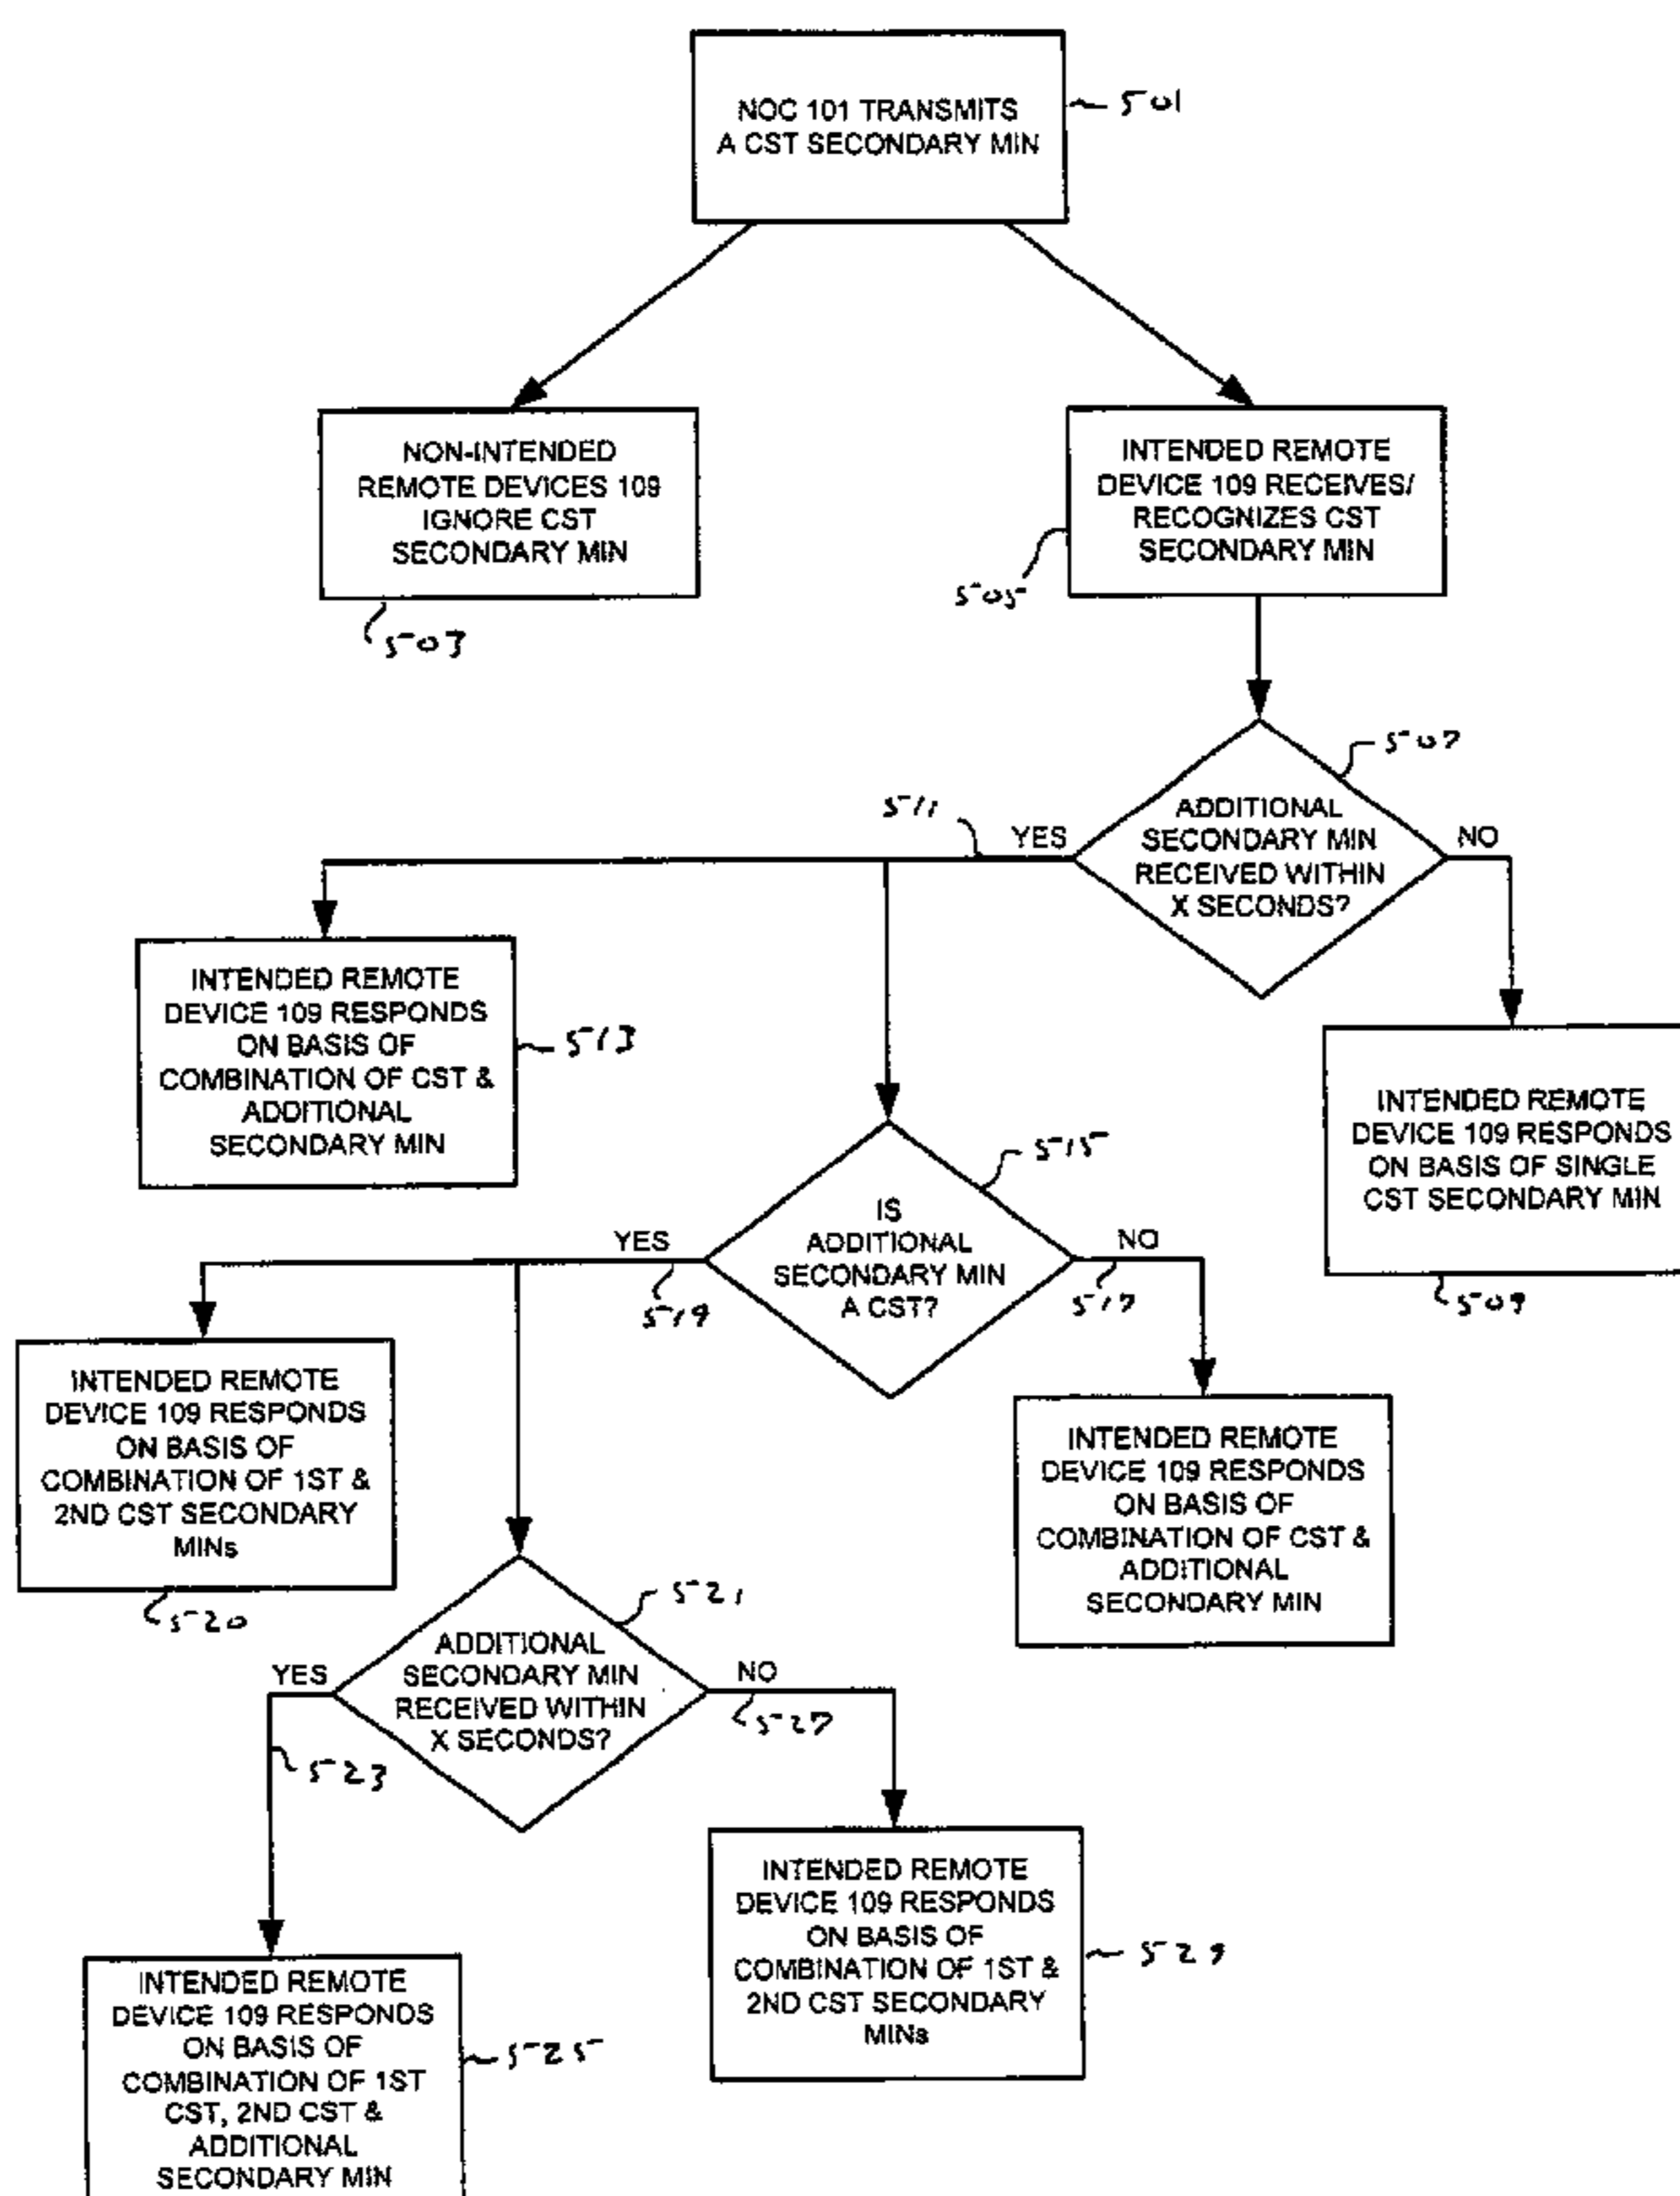 NOC 101 TRANSMITS
A CST SECONDARY MIN
501
NON-INTENDED
REMOTE DEVICES 109
IGNORE CST
SECONDARY MIN
503
INTENDED REMOTE
DEVICE 109 RECEIVES/
RECOGNIZES CST
SECONDARY MIN
505
ADDITIONAL
SECONDARY MIN
RECEIVED WITHIN
X SECONDS?
507
511
YES
NO
INTENDED REMOTE
DEVICE 109 RESPONDS
ON BASIS OF
COMBINATION OF CST &
ADDITIONAL
SECONDARY MIN
513
INTENDED REMOTE
DEVICE 109 RESPONDS
ON BASIS OF SINGLE
CST SECONDARY MIN
509
IS
ADDITIONAL
SECONDARY MIN
A CST?
515
YES
519
NO
517
INTENDED REMOTE
DEVICE 109 RESPONDS
ON BASIS OF
COMBINATION OF 1ST &
2ND CST SECONDARY
MINs
520
INTENDED REMOTE
DEVICE 109 RESPONDS
ON BASIS OF
COMBINATION OF CST &
ADDITIONAL
SECONDARY MIN
ADDITIONAL
SECONDARY MIN
RECEIVED WITHIN
X SECONDS?
521
YES
523
NO
527
INTENDED REMOTE
DEVICE 109 RESPONDS
ON BASIS OF
COMBINATION OF 1ST &
2ND CST SECONDARY
MINs
529
INTENDED REMOTE
DEVICE 109 RESPONDS
ON BASIS OF
COMBINATION OF 1ST
CST, 2ND CST &
ADDITIONAL
SECONDARY MIN
525